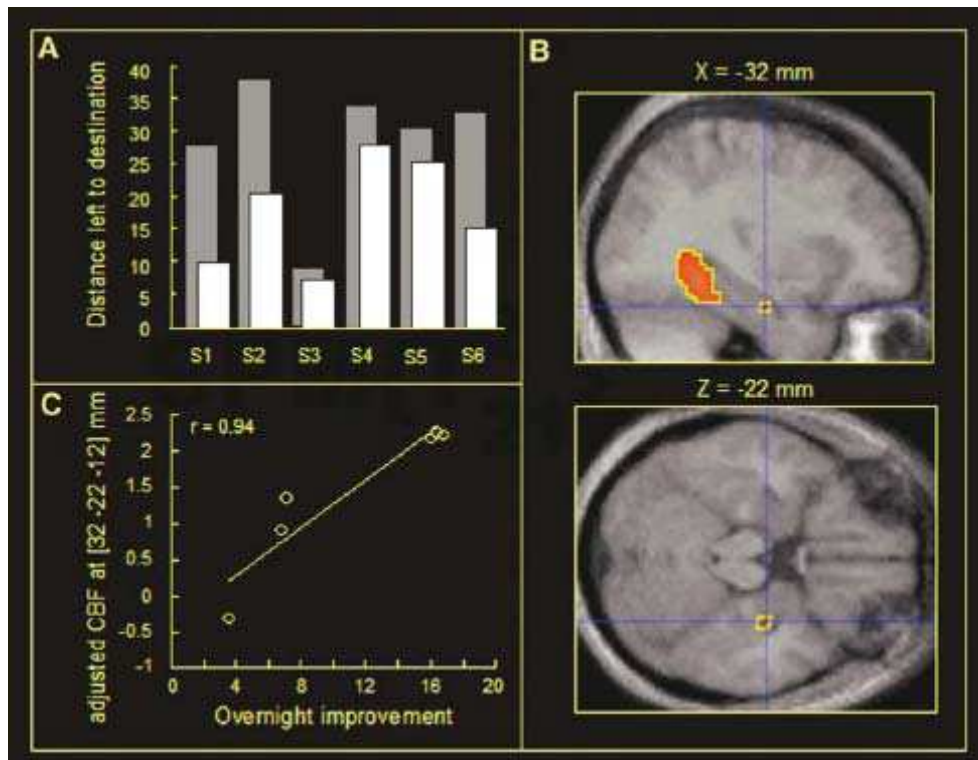 A
Distance left to destination
40
35
30
25
20
15
10
5
0
S1 S2 S3 S4 S5 S6
B
X = -32 mm
Z = -22 mm
C
adjusted CBF at [32 -22 -12] mm
r = 0.94
2.5
2
1.5
1
0.5
0
-0.5
-1
0 4 8 12 16 20
Overnight improvement